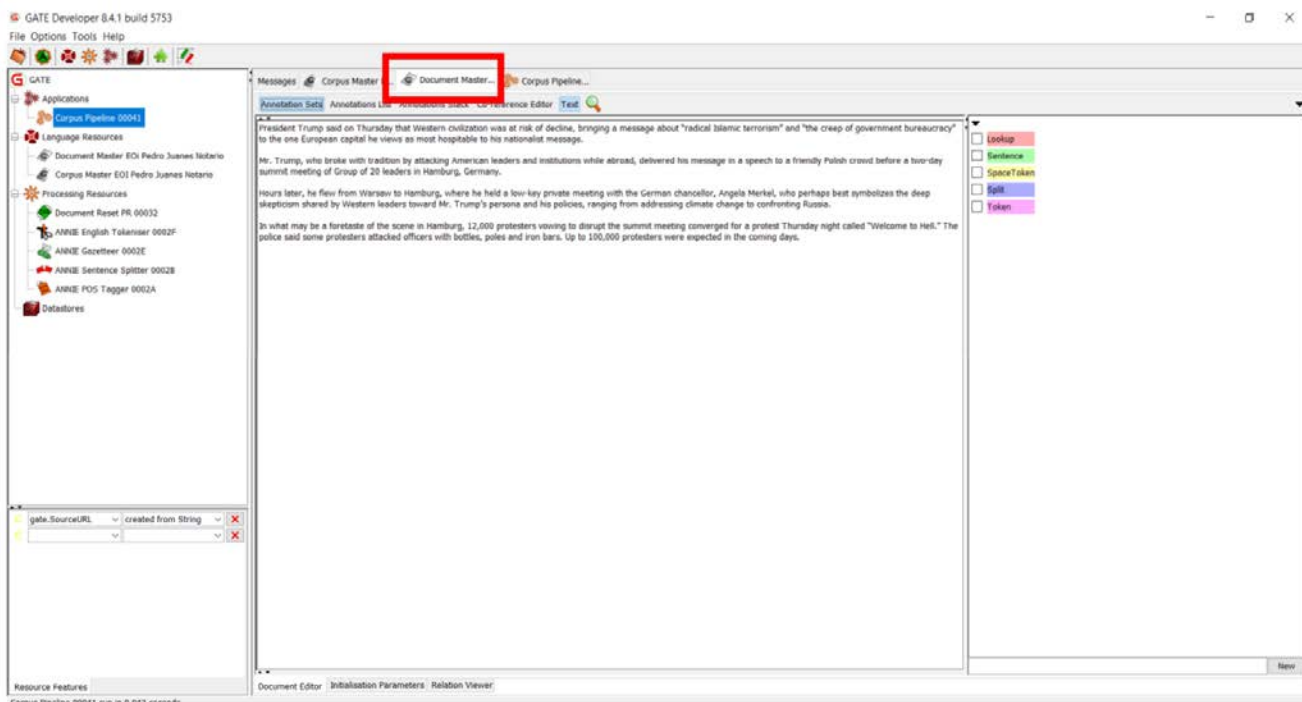 GATE Developer 8.4.1 build 5753
File Options Tools Help
GATE
Applications
Corpus Pipeline 00041
Language Resources
Document Master EOi Pedro Juanes Notario
Corpus Master EOI Pedro Juanes Notario
Processing Resources
Document Reset PR 00032
ANNIE English Tokeniser 0002F
ANNIE Gazetteer 0002E
ANNIE Sentence Splitter 0002B
ANNIE POS Tagger 0002A
Datastores
gate.SourceURL created from String
Resource Features
Messages Corpus Master Document Master... Corpus Pipeline...
Annotation Sets Annotations List Annotations Stack Co-reference Editor Text
President Trump said on Thursday that Western civilization was at risk of decline, bringing a message about "radical Islamic terrorism" and "the creep of government bureaucracy"
to the one European capital he views as most hospitable to his nationalist message.
Mr. Trump, who broke with tradition by attacking American leaders and institutions while abroad, delivered his message in a speech to a friendly Polish crowd before a two-day
summit meeting of Group of 20 leaders in Hamburg, Germany.
Hours later, he flew from Warsaw to Hamburg, where he held a low-key private meeting with the German chancellor, Angela Merkel, who perhaps best symbolizes the deep
skepticism shared by Western leaders toward Mr. Trump's persona and his policies, ranging from addressing climate change to confronting Russia.
In what may be a foretaste of the scene in Hamburg, 12,000 protesters vowing to disrupt the summit meeting converged for a protest Thursday night called "Welcome to Hell." The
police said some protesters attacked officers with bottles, poles and iron bars. Up to 100,000 protesters were expected in the coming days.
Lookup
Sentence
SpaceToken
Split
Token
New
Document Editor Initialisation Parameters Relation Viewer